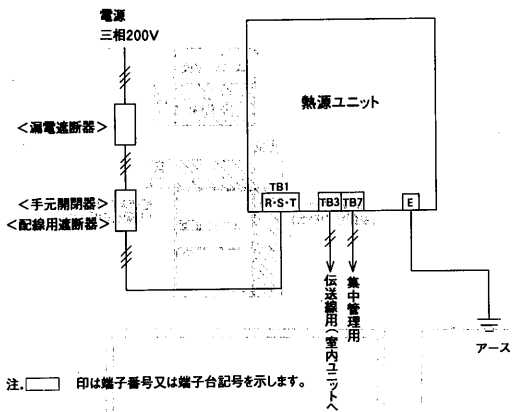 電源
三相200V
熱源ユニット
<漏電遮断器>
<手元開閉器>
<配線用遮断器>
TB1
R・S・T
TB3
TB7
E
伝送線用(室内ユニットへ
集中管理用
アース
注. 印は端子番号又は端子台記号を示します。